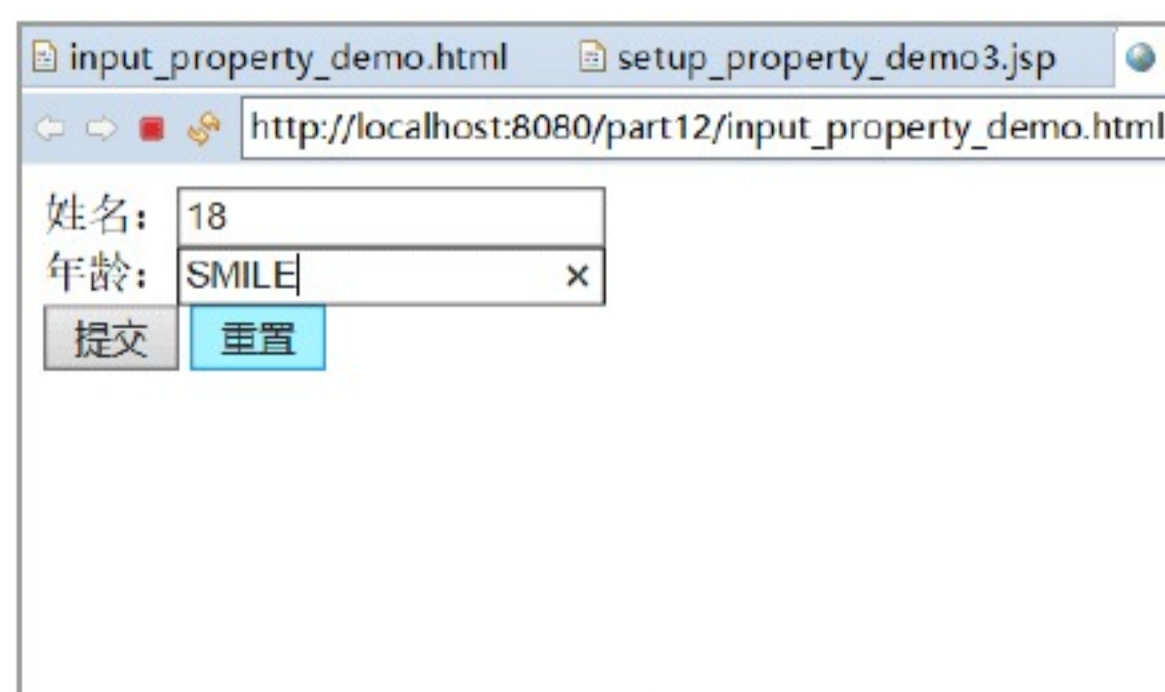 input_property_demo.html setup_property_demo3.jsp
http://localhost:8080/part12/input_property_demo.html
姓名: 18
年龄: SMILE ×
提交 重置